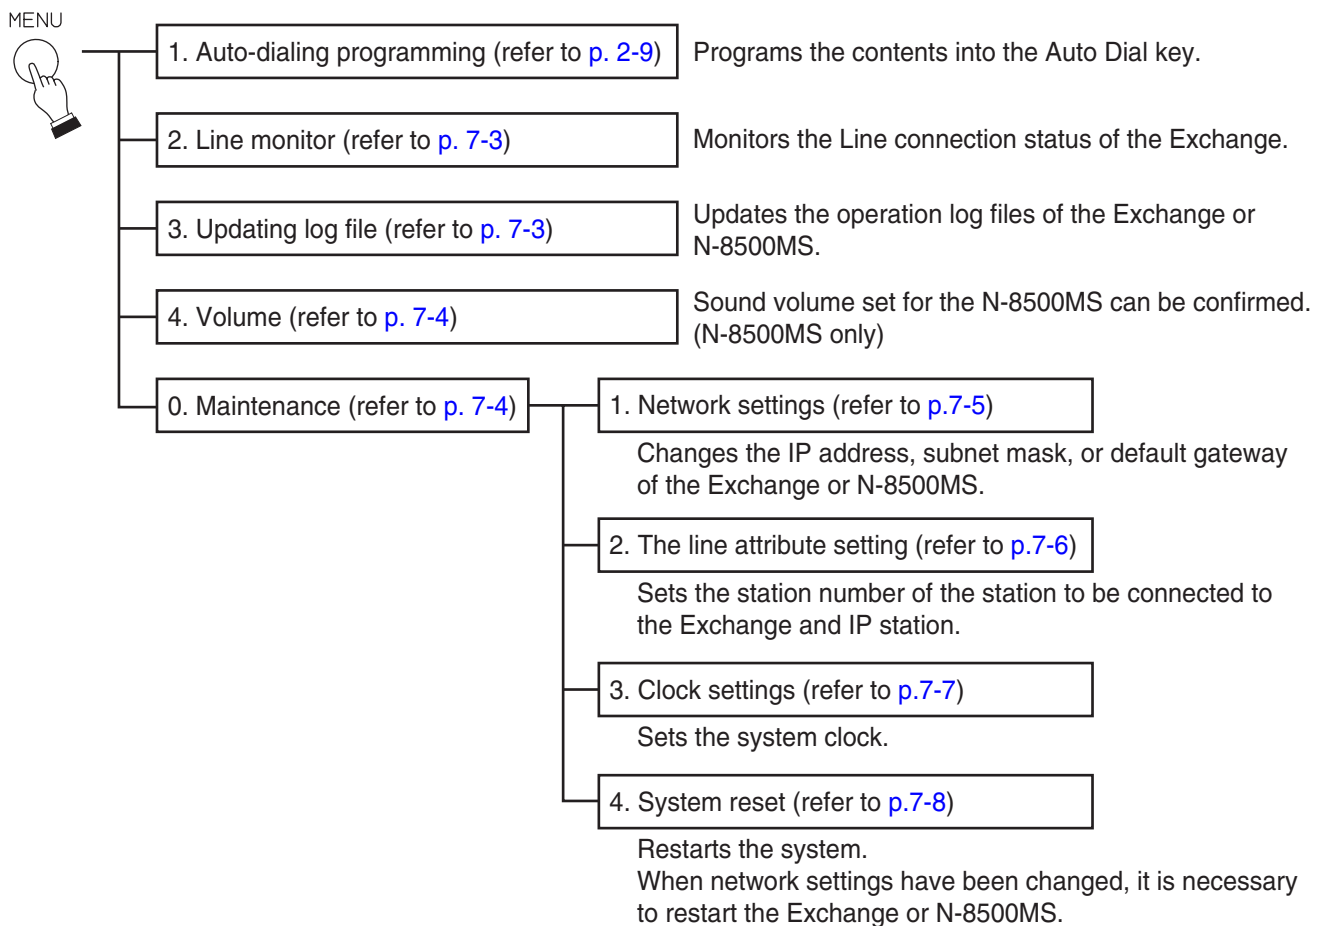 MENU
1. Auto-dialing programming (refer to p. 2-9)
Programs the contents into the Auto Dial key.
2. Line monitor (refer to p. 7-3)
Monitors the Line connection status of the Exchange.
3. Updating log file (refer to p. 7-3)
Updates the operation log files of the Exchange or
N-8500MS.
4. Volume (refer to p. 7-4)
Sound volume set for the N-8500MS can be confirmed.
(N-8500MS only)
0. Maintenance (refer to p. 7-4)
1. Network settings (refer to p.7-5)
Changes the IP address, subnet mask, or default gateway
of the Exchange or N-8500MS.
2. The line attribute setting (refer to p.7-6)
Sets the station number of the station to be connected to
the Exchange and IP station.
3. Clock settings (refer to p.7-7)
Sets the system clock.
4. System reset (refer to p.7-8)
Restarts the system.
When network settings have been changed, it is necessary
to restart the Exchange or N-8500MS.